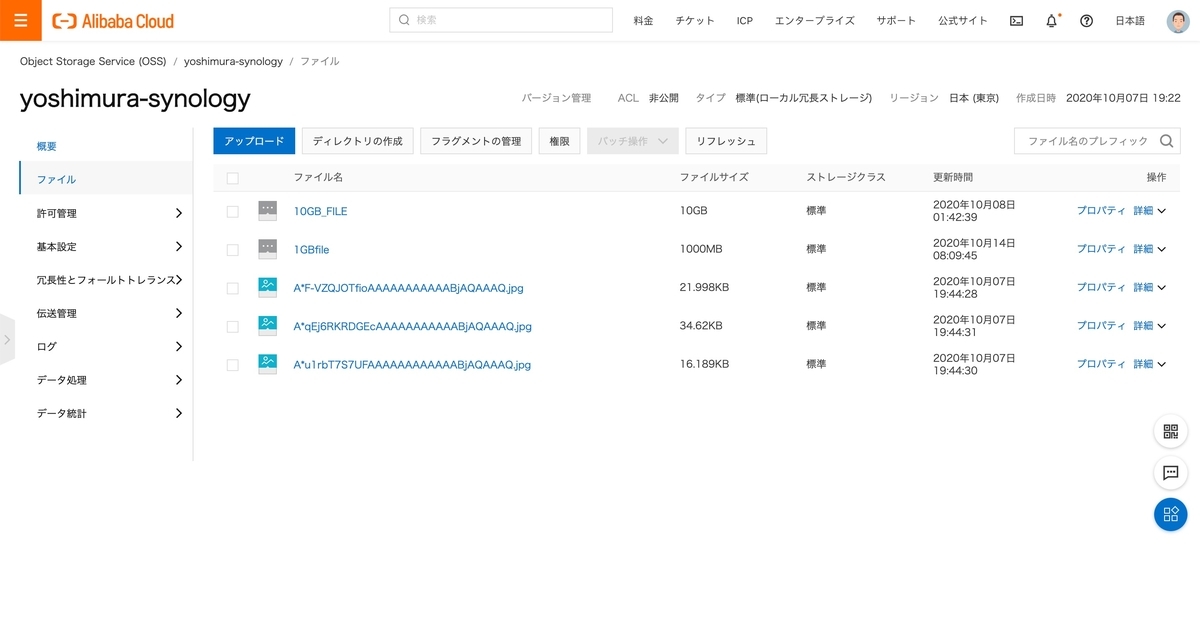 Alibaba Cloud 検索 料金 チケット ICP エンタープライズ サポート 公式サイト 日本語
Object Storage Service (OSS) / yoshimura-synology / ファイル
yoshimura-synology バージョン管理 ACL 非公開 タイプ 標準(ローカル冗長ストレージ) リージョン 日本 (東京) 作成日時 2020年10月07日 19:22
概要
ファイル
許可管理
基本設定
冗長性とフォールトトレランス
伝送管理
ログ
データ処理
データ統計
アップロード ディレクトリの作成 フラグメントの管理 権限 バッチ操作 リフレッシュ ファイル名のプレフィック
ファイル名 ファイルサイズ ストレージクラス 更新時間 操作
10GB_FILE 10GB 標準 2020年10月08日 プロパティ 詳細
01:42:39
1GBfile 1000MB 標準 2020年10月14日 プロパティ 詳細
08:09:45
A*F-VZQJOTfioAAAAAAAAAAABjAQAAAQ.jpg 21.998KB 標準 2020年10月07日 プロパティ 詳細
19:44:28
A*qEj6RKRDGEcAAAAAAAAAAABjAQAAAQ.jpg 34.62KB 標準 2020年10月07日 プロパティ 詳細
19:44:31
A*u1rbT7S7UFAAAAAAAAAAAABjAQAAAQ.jpg 16.189KB 標準 2020年10月07日 プロパティ 詳細
19:44:30